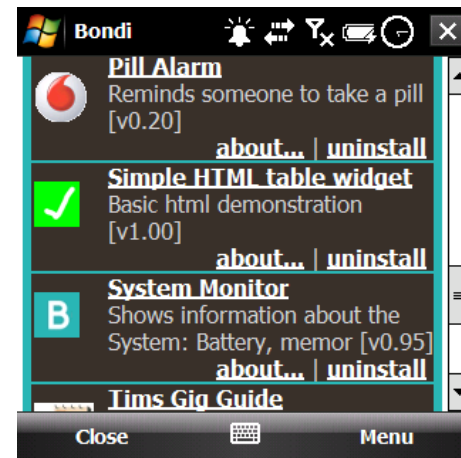 Bondi
Pill Alarm
Reminds someone to take a pill
[v0.20]
about... | uninstall
Simple HTML table widget
Basic html demonstration
[v1.00]
about... | uninstall
B
System Monitor
Shows information about the
System: Battery, memor [v0.95]
about... | uninstall
Tims Gig Guide
Close Menu